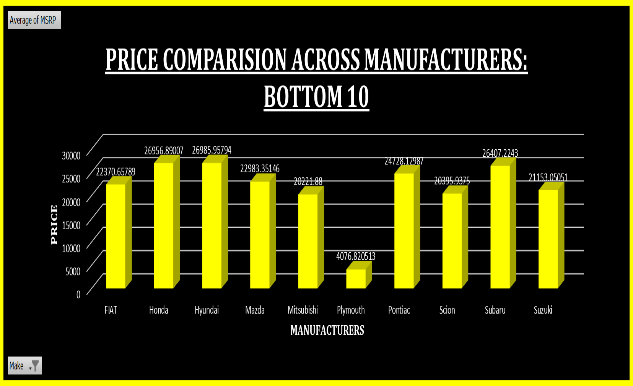 Average of MSRP
PRICE COMPARISION ACROSS MANUFACTURERS:
BOTTOM 10
PRICE
30000
25000
20000
15000
10000
5000
0
22370.65789
26956.89007
26985.95794
22983.35146
20221.88
4076.820513
24728.12987
20395.9375
26407.2243
21153.05051
FIAT
Honda
Hyundai
Mazda
Mitsubishi
Plymouth
Pontiac
Scion
Subaru
Suzuki
MANUFACTURERS
Make